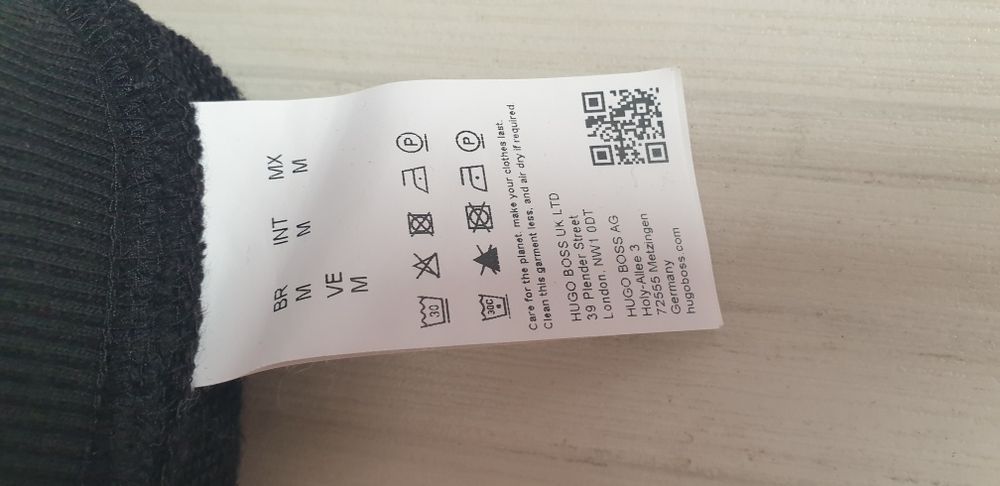 BR INT MX
M M M
VE
M
30 P
30C P
Care for the planet, make your clothes last.
Clean this garment less, and air dry if required.
HUGO BOSS UK LTD
39 Plender Street
London, NW1 0DT
HUGO BOSS AG
Holy-Allee 3
72555 Metzingen
Germany
hugoboss.com